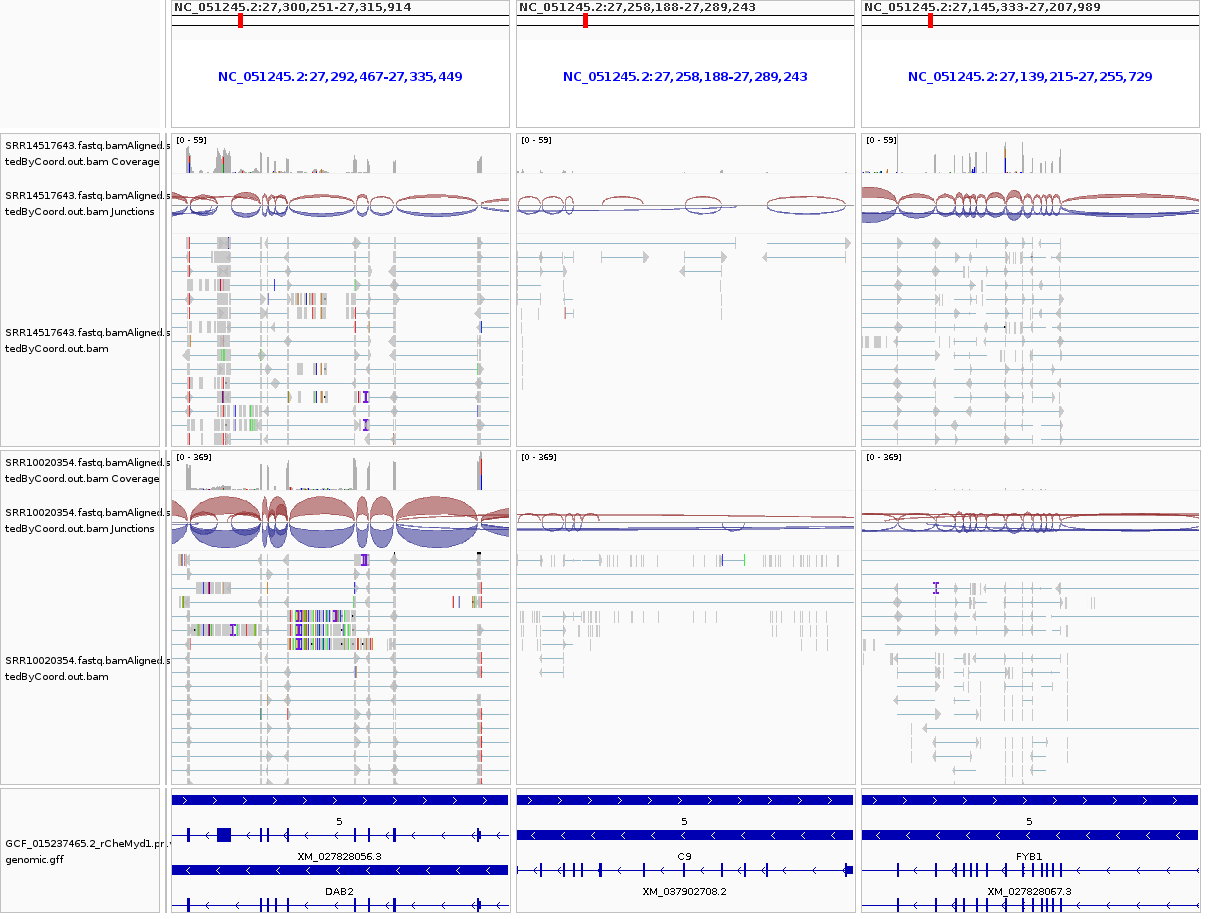 NC_051245.2:27,300,251-27,315,914
NC_051245.2:27,258,188-27,289,243
NC_051245.2:27,145,333-27,207,989
NC_051245.2:27,292,467-27,335,449
NC_051245.2:27,258,188-27,289,243
NC_051245.2:27,139,215-27,255,729
SRR14517643.fastq.bamAligned.s
tedByCoord.out.bam Coverage
[0 - 59]
[0 - 59]
[0 - 59]
SRR14517643.fastq.bamAligned.s
tedByCoord.out.bam Junctions
SRR14517643.fastq.bamAligned.s
tedByCoord.out.bam
SRR10020354.fastq.bamAligned.s
tedByCoord.out.bam Coverage
[0 - 369]
[0 - 369]
[0 - 369]
SRR10020354.fastq.bamAligned.s
tedByCoord.out.bam Junctions
SRR10020354.fastq.bamAligned.s
tedByCoord.out.bam
GCF_015237465.2_rCheMyd1.pri.v
genomic.gff
5
5
5
XM_027828056.3
C9
FYB1
DAB2
XM_037902708.2
XM_027828067.3